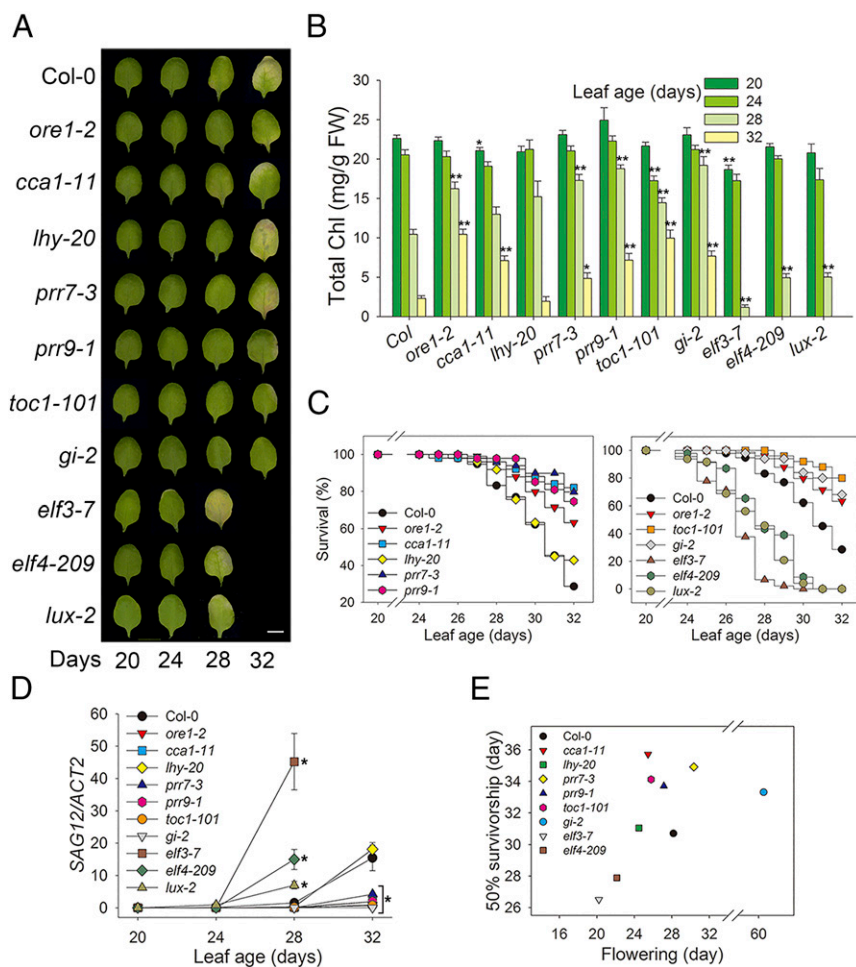 A
Col-0
ore1-2
cca1-11
lhy-20
prr7-3
prr9-1
toc1-101
gi-2
elf3-7
elf4-209
lux-2
Days 20 24 28 32
B
Total Chl (mg/g FW)
30
25
20
15
10
5
0
Leaf age (days)
20
24
28
32
* ** ** ** ** * ** ** ** ** ** ** ** ** ** ** ** **
Col ore1-2 cca1-11 lhy-20 prr7-3 prr9-1 toc1-101 gi-2 elf3-7 elf4-209 lux-2
C
Survival (%)
100
80
60
40
20
Col-0
ore1-2
cca1-11
lhy-20
prr7-3
prr9-1
20 24 26 28 30 32
Leaf age (days)
100
80
60
40
20
0
Col-0
ore1-2
toc1-101
gi-2
elf3-7
elf4-209
lux-2
20 24 26 28 30 32
Leaf age (days)
D
SAG12/ACT2
60
50
40
30
20
10
0
Col-0
ore1-2
cca1-11
lhy-20
prr7-3
prr9-1
toc1-101
gi-2
elf3-7
elf4-209
lux-2
*
*
*
*
20 24 28 32
Leaf age (days)
E
50% survivorship (day)
36
34
32
30
28
26
Col-0
cca1-11
lhy-20
prr7-3
prr9-1
toc1-101
gi-2
elf3-7
elf4-209
16 20 24 28 60
Flowering (day)